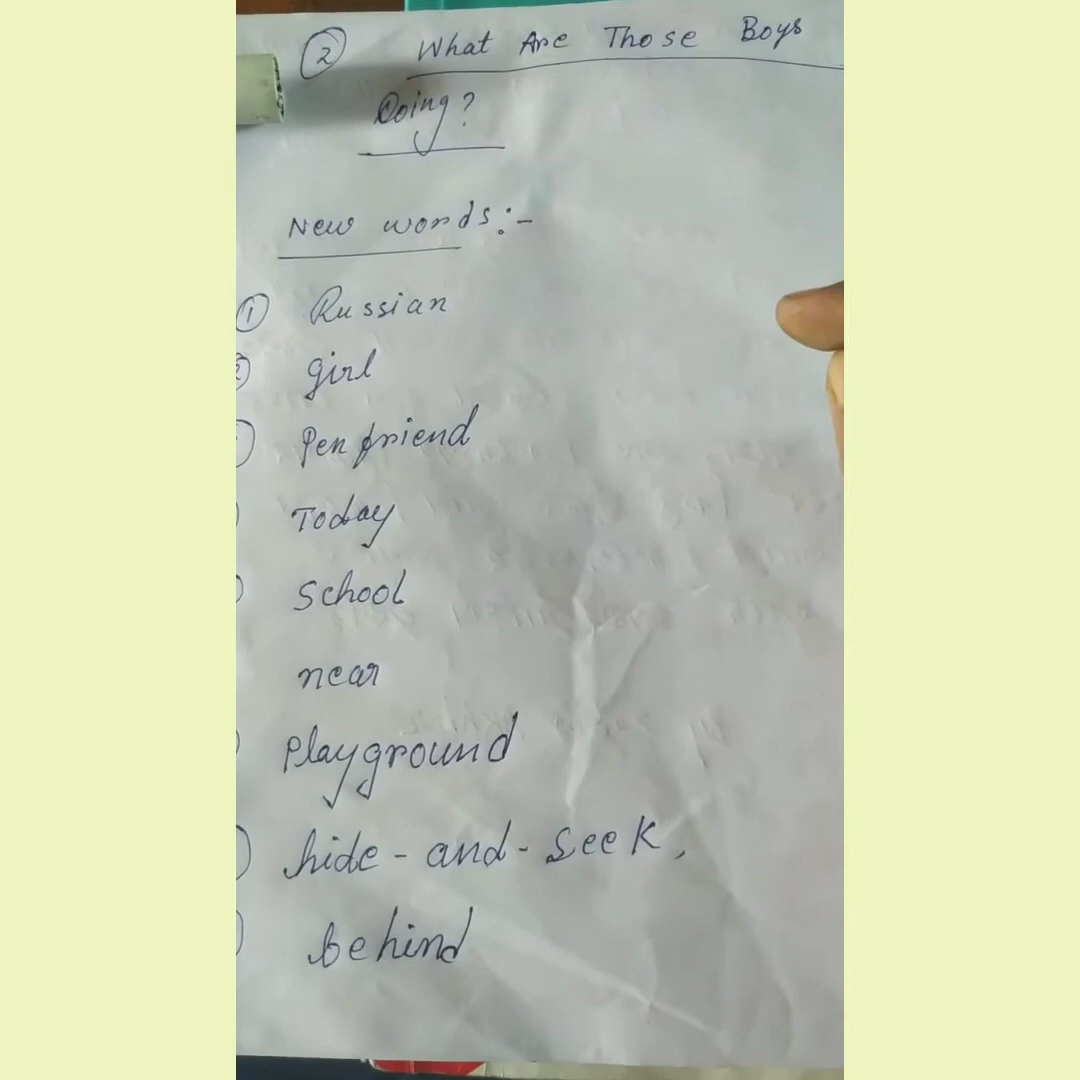 ② What Are Those Boys
Doing?
New words:-
① Russian
② girl
Pen friend
Today
School
near
Playground
hide-and-seek,
behind